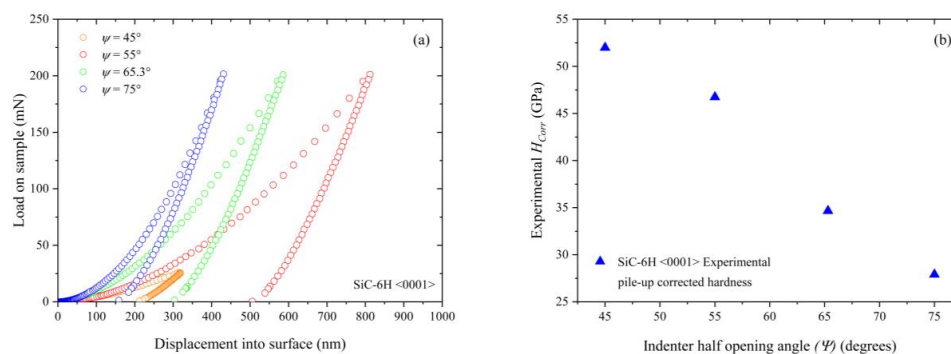 (a)
ψ = 45°
ψ = 55°
ψ = 65.3°
ψ = 75°
250
200
150
100
50
0
Load on sample (mN)
SiC-6H <0001>
0 100 200 300 400 500 600 700 800 900 1000
Displacement into surface (nm)
(b)
55
50
45
40
35
30
25
Experimental H_Corr (GPa)
SiC-6H <0001> Experimental
pile-up corrected hardness
45 50 55 60 65 70 75
Indenter half opening angle (Ψ) (degrees)